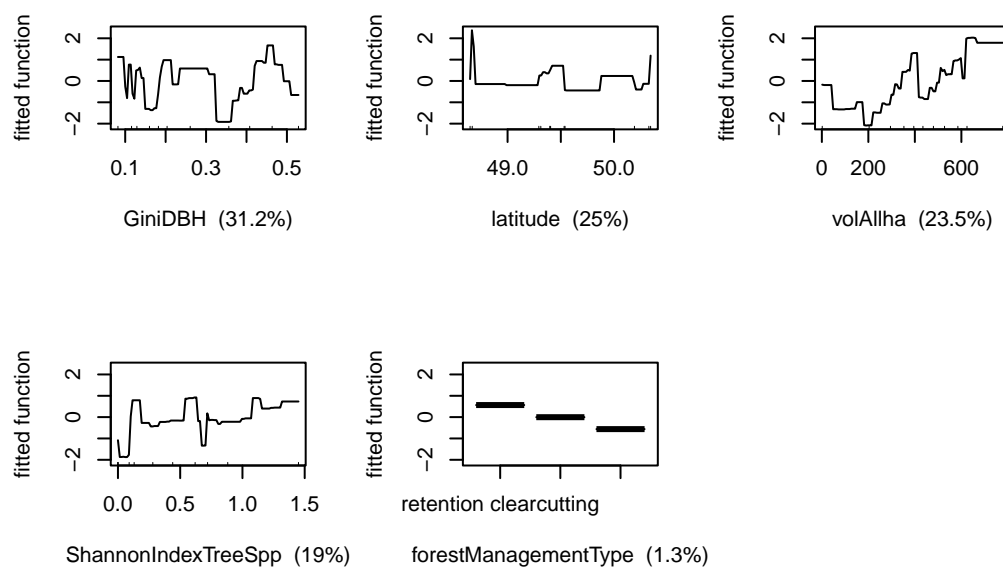 fitted function
−2 0 2
0.1 0.3 0.5
GiniDBH (31.2%)
fitted function
−2 0 2
49.0 50.0
latitude (25%)
fitted function
−2 0 2
0 200 600
volAllha (23.5%)
fitted function
−2 0 2
0.0 0.5 1.0 1.5
ShannonIndexTreeSpp (19%)
fitted function
−2 0 2
retention clearcutting
forestManagementType (1.3%)